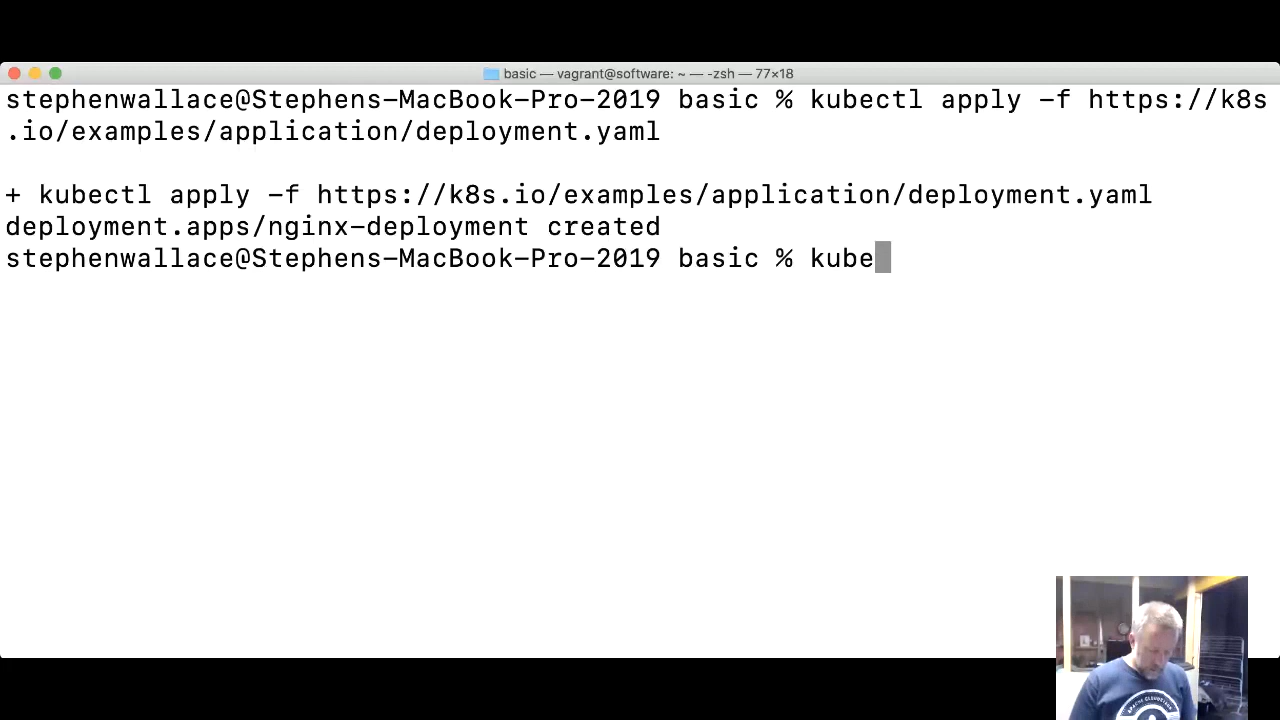 basic — vagrant@software: ~ — -zsh — 77×18
stephenwallace@Stephens-MacBook-Pro-2019 basic % kubectl apply -f https://k8s
.io/examples/application/deployment.yaml
+ kubectl apply -f https://k8s.io/examples/application/deployment.yaml
deployment.apps/nginx-deployment created
stephenwallace@Stephens-MacBook-Pro-2019 basic % kube